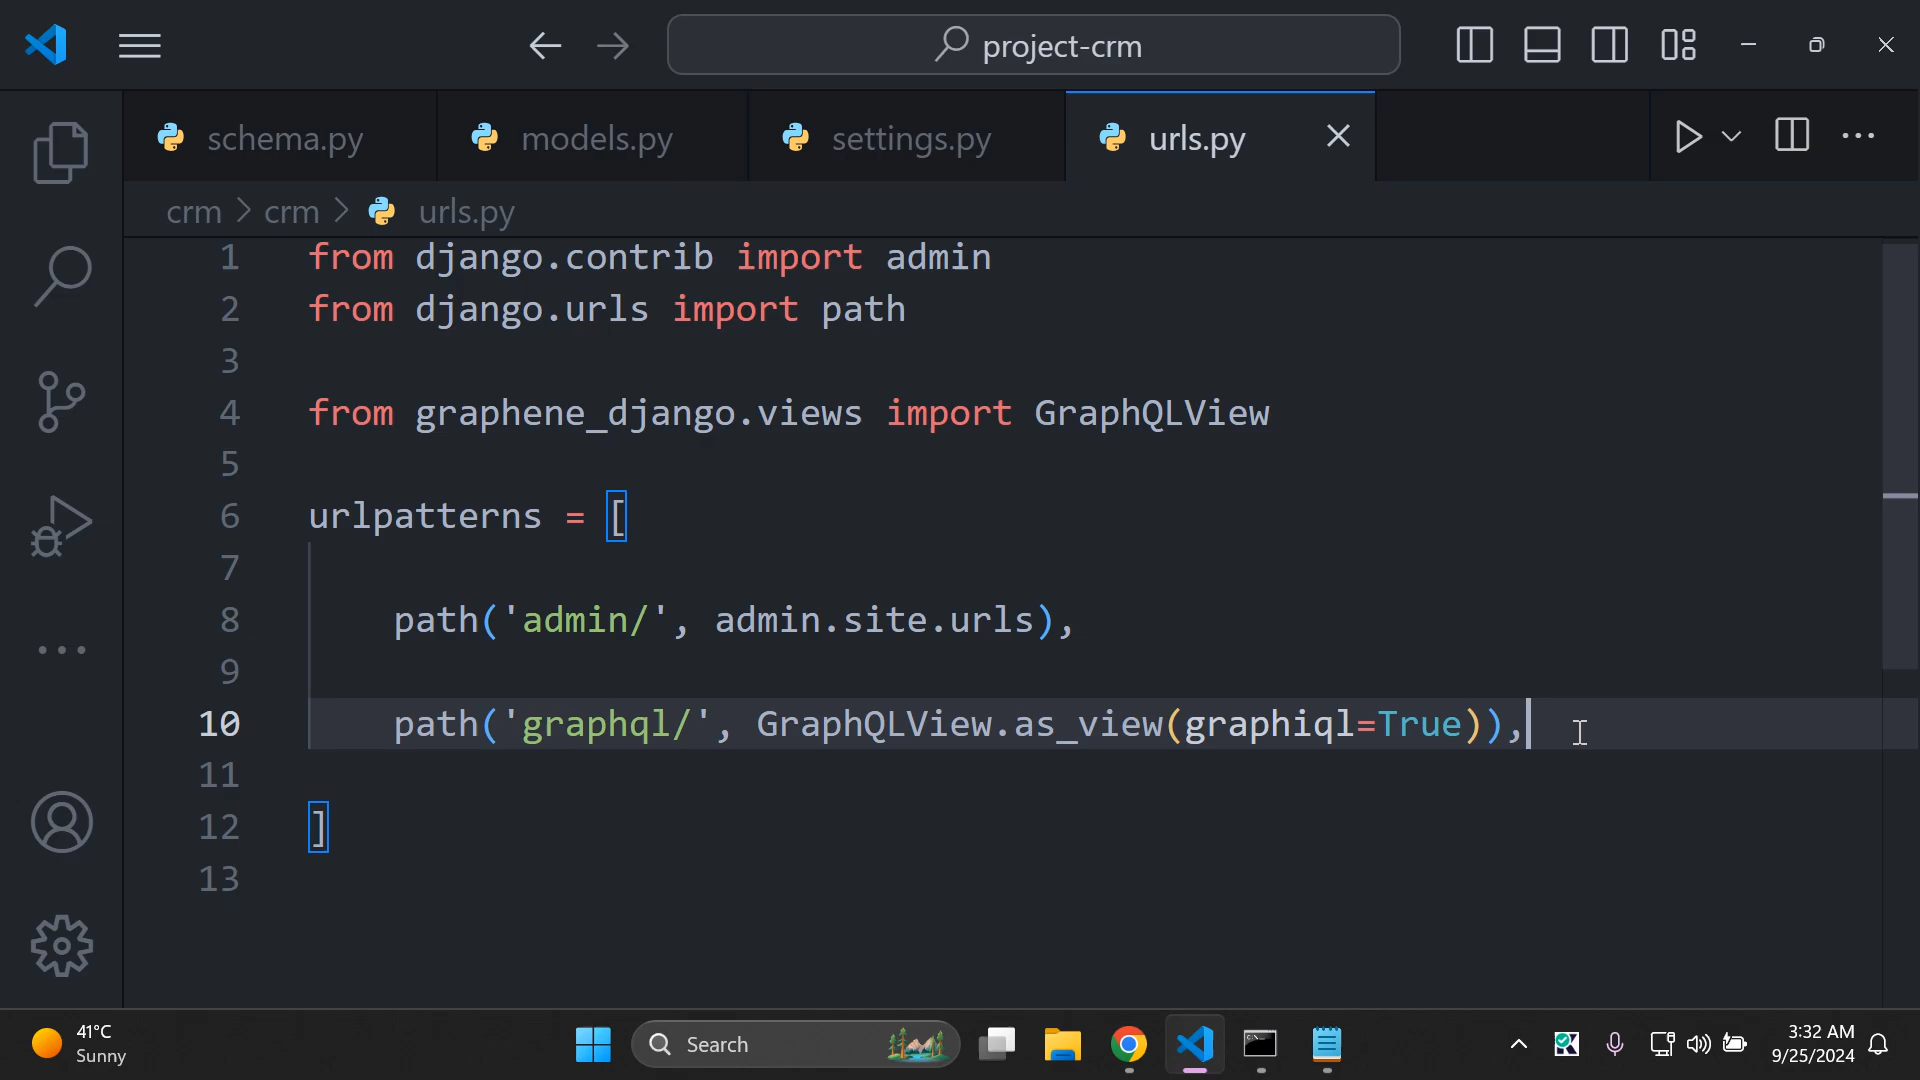 project-crm
schema.py
models.py
settings.py
urls.py
crm > crm > urls.py
1 from django.contrib import admin
2 from django.urls import path
3
4 from graphene_django.views import GraphQLView
5
6 urlpatterns = [
7
8 path('admin/', admin.site.urls),
9
10 path('graphql/', GraphQLView.as_view(graphiql=True)),
11
12 ]
13
41°C
Sunny
Search
3:32 AM
9/25/2024